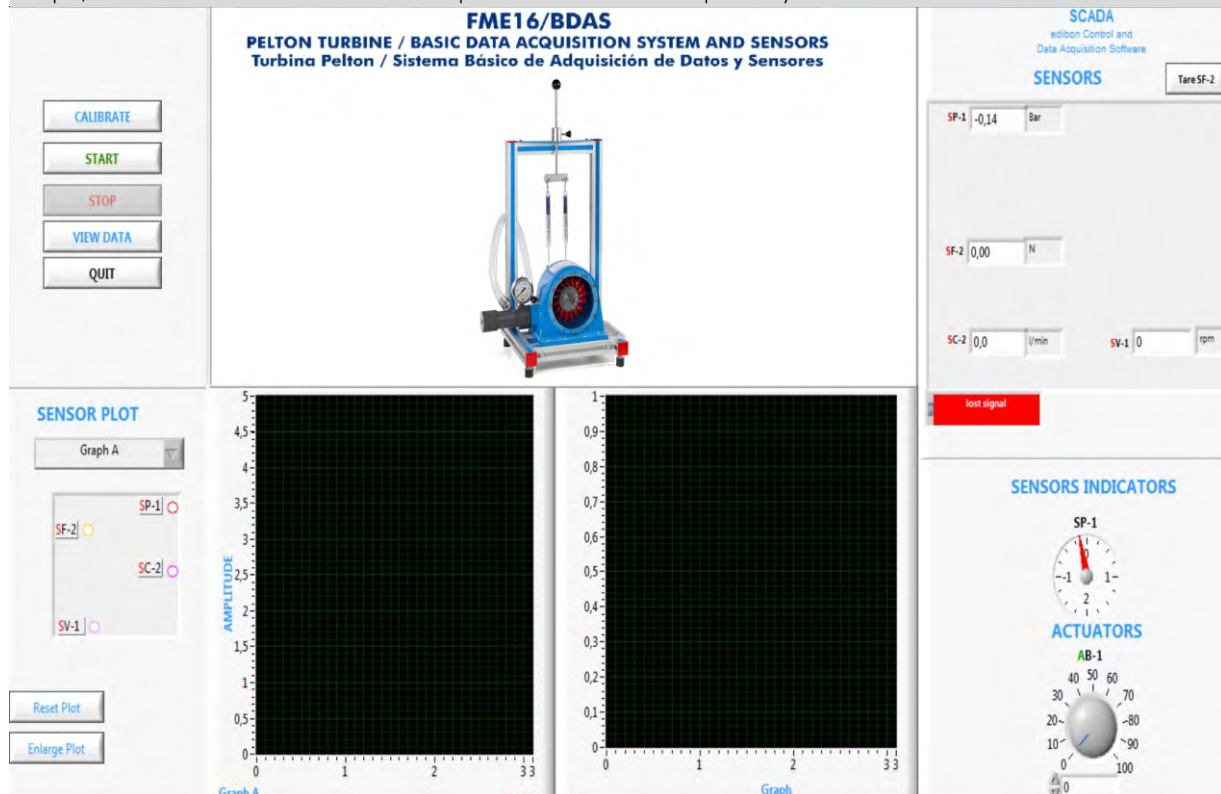 FME16/BDAS
PELTON TURBINE / BASIC DATA ACQUISITION SYSTEM AND SENSORS
Turbina Pelton / Sistema Básico de Adquisición de Datos y Sensores
CALIBRATE
START
STOP
VIEW DATA
QUIT
SCADA
edibon Control and
Data Acquisition Software
SENSORS
Tare SF-2
SP-1 -0,14 Bar
SF-2 0,00 N
SC-2 0,0 l/min
SV-1 0 rpm
lost signal
SENSOR PLOT
Graph A
SP-1
SF-2
SC-2
SV-1
Reset Plot
Enlarge Plot
AMPLITUDE
5
4,5
4
3,5
3
2,5
2
1,5
1
0,5
0
0 1 2 3 3
Graph A
1
0,9
0,8
0,7
0,6
0,5
0,4
0,3
0,2
0,1
0
0 1 2 3 3
Graph
SENSORS INDICATORS
SP-1
0
-1 1
2
ACTUATORS
AB-1
40 50 60
30 70
20 80
10 90
0 100
0